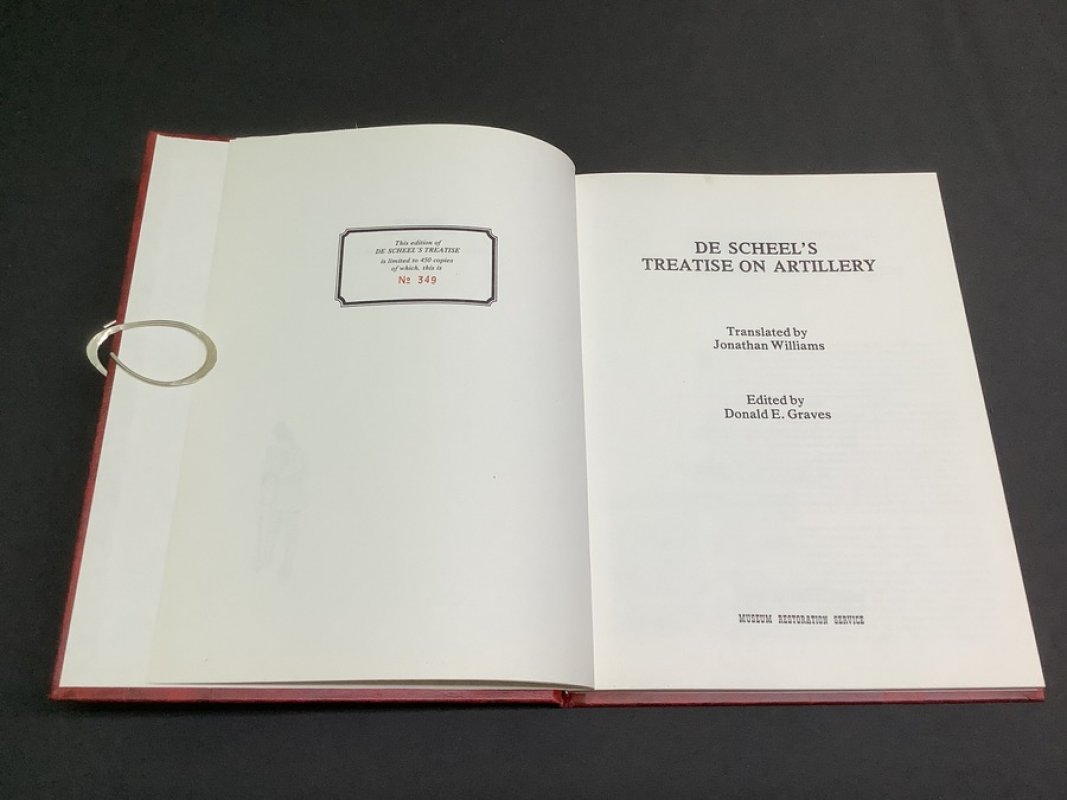 This edition of
DE SCHEEL'S TREATISE
is limited to 450 copies
of which, this is
Nº 349
DE SCHEEL'S
TREATISE ON ARTILLERY
Translated by
Jonathan Williams
Edited by
Donald E. Graves
MUSEUM RESTORATION SERVICE